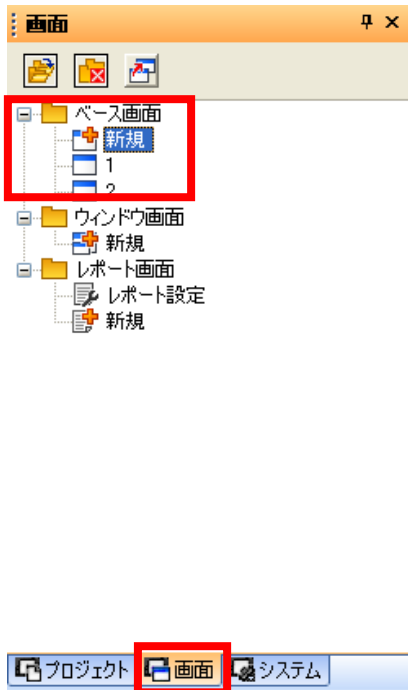 画面
ベース画面
新規
1
2
ウィンドウ画面
新規
レポート画面
レポート設定
新規
プロジェクト 画面 システム